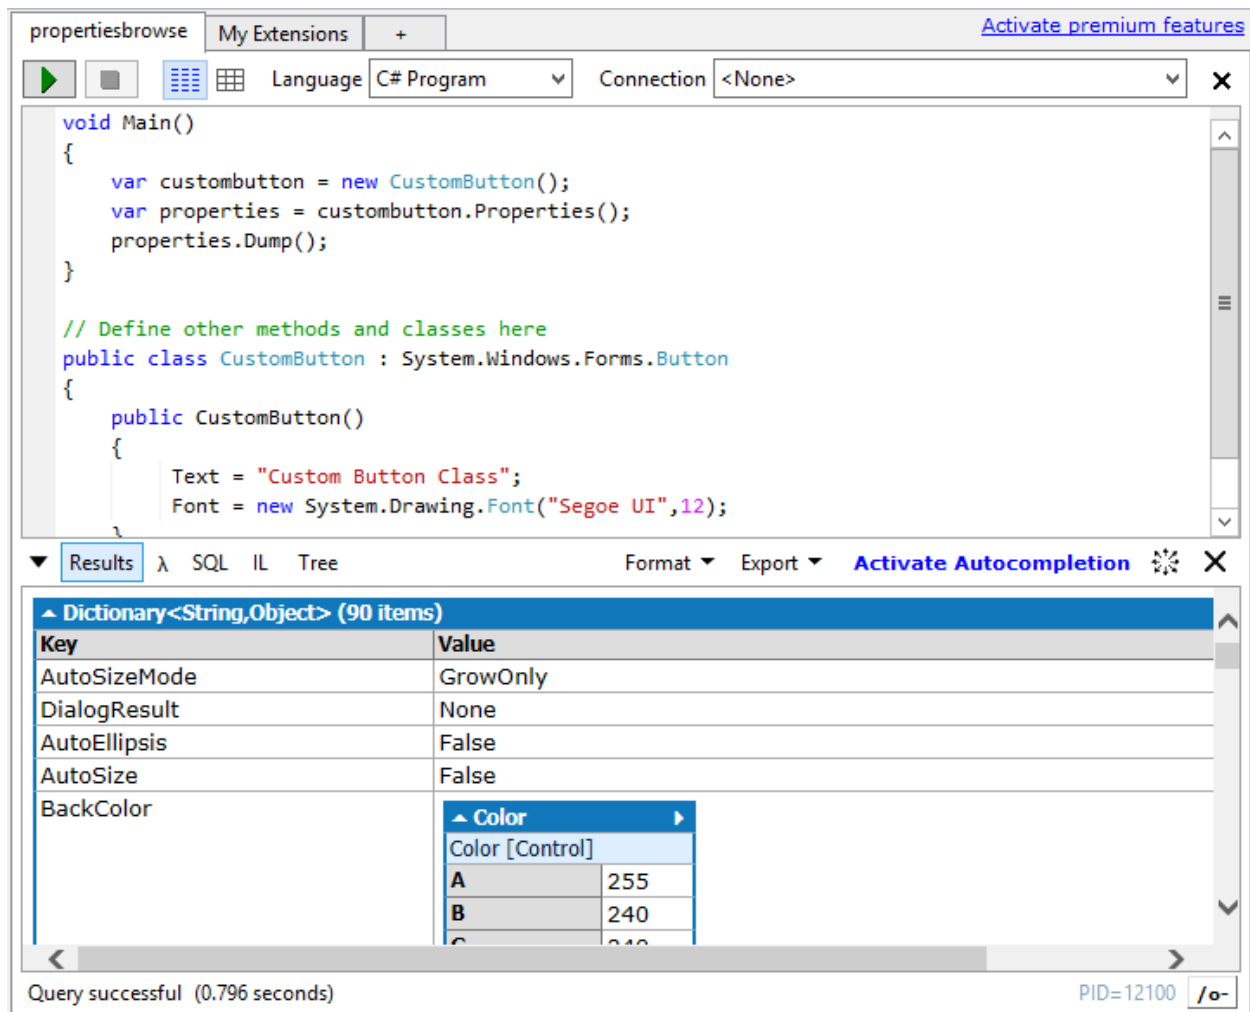 propertiesbrowse My Extensions + Activate premium features
Language C# Program Connection <None>
void Main()
{
    var custombutton = new CustomButton();
    var properties = custombutton.Properties();
    properties.Dump();
}
// Define other methods and classes here
public class CustomButton : System.Windows.Forms.Button
{
    public CustomButton()
    {
        Text = "Custom Button Class";
        Font = new System.Drawing.Font("Segoe UI",12);
    }
Results λ SQL IL Tree Format Export Activate Autocompletion
Dictionary<String,Object> (90 items)
Key Value
AutoSizeMode GrowOnly
DialogResult None
AutoEllipsis False
AutoSize False
BackColor Color
Color [Control]
A 255
B 240
Query successful (0.796 seconds) PID=12100 /o-